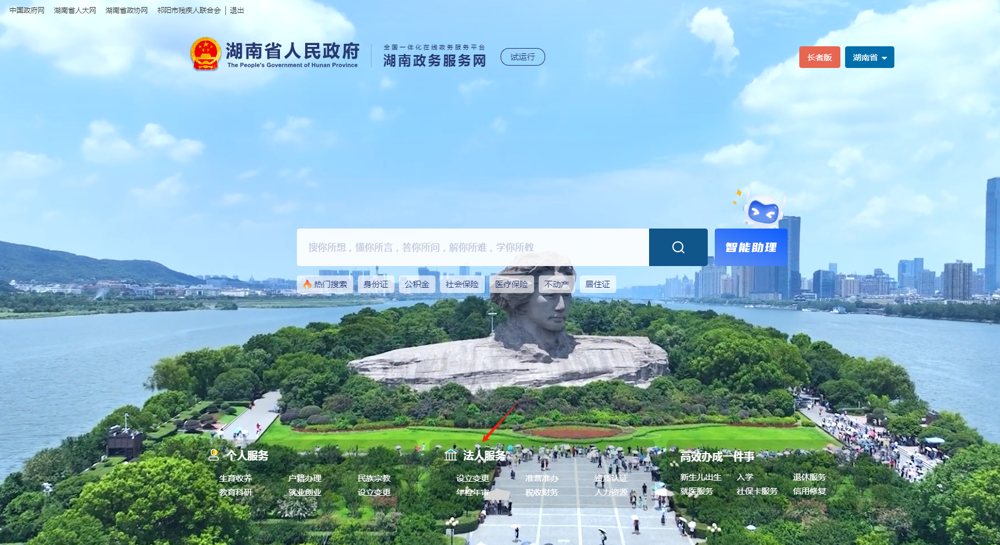 中国政府网 湖南省人大网 湖南省政协网 祁阳市残疾人联合会 | 退出
湖南省人民政府
The People's Government of Hunan Province
全国一体化在线政务服务平台
湖南政务服务网
试运行
长者版
湖南省
搜你所想，懂你所言，答你所问，解你所难，学你所教
智能助理
热门搜索 身份证 公积金 社会保险 医疗保险 不动产 居住证
个人服务
生育收养 户籍办理 民族宗教
教育科研 就业创业 设立变更
法人服务
设立变更 准营准办 资质认证
年检年审 税收财务 人力资源
高效办成一件事
新生儿出生 入学 退休服务
就医服务 社保卡服务 信用修复